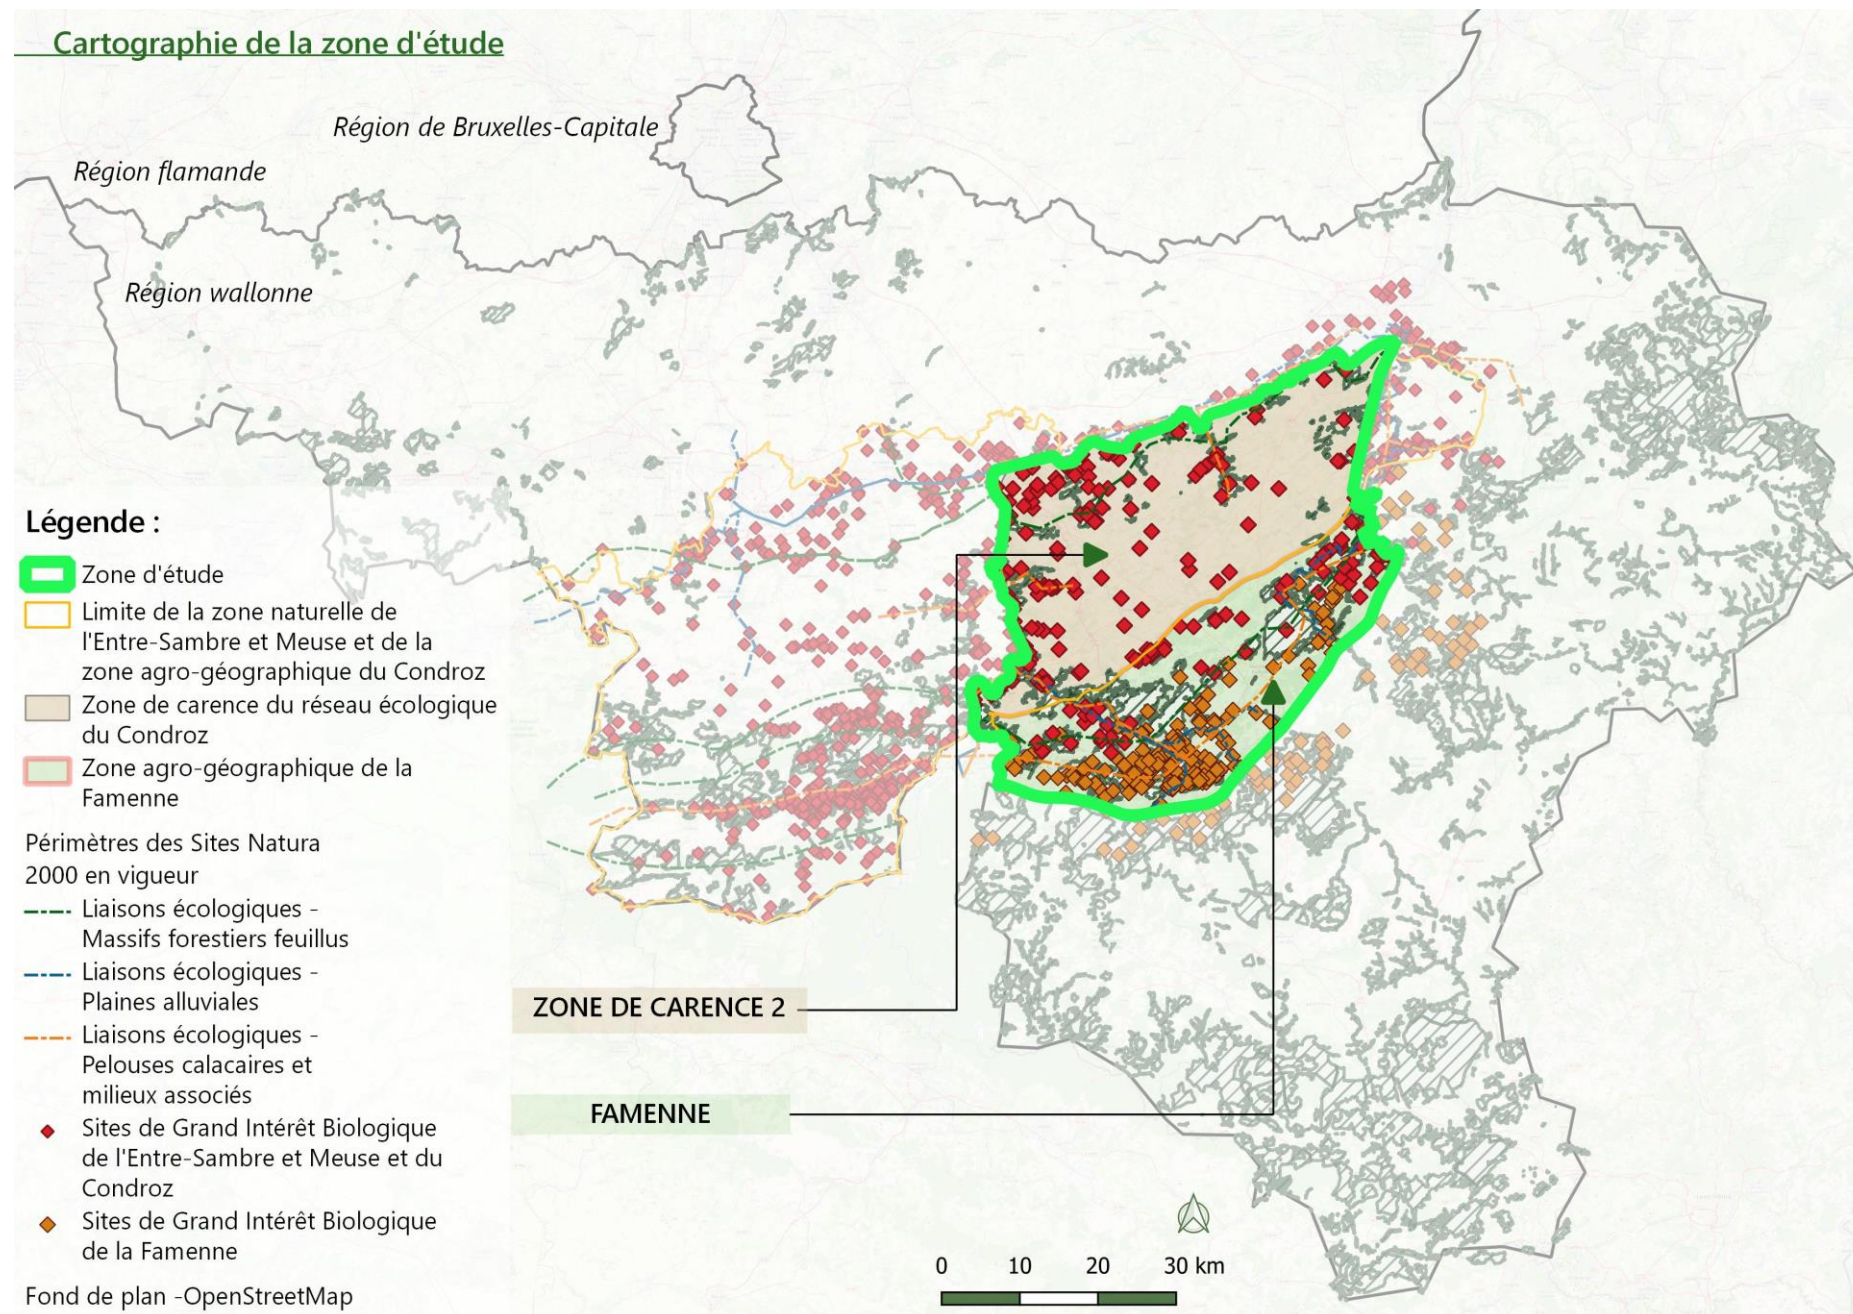 Cartographie de la zone d'étude
Région de Bruxelles-Capitale
Région flamande
Région wallonne
Légende :
Zone d'étude
Limite de la zone naturelle de
l'Entre-Sambre et Meuse et de la
zone agro-géographique du Condroz
Zone de carence du réseau écologique
du Condroz
Zone agro-géographique de la
Famenne
Périmètres des Sites Natura
2000 en vigueur
Liaisons écologiques -
Massifs forestiers feuillus
Liaisons écologiques -
Plaines alluviales
Liaisons écologiques -
Pelouses calacaires et
milieux associés
Sites de Grand Intérêt Biologique
de l'Entre-Sambre et Meuse et du
Condroz
Sites de Grand Intérêt Biologique
de la Famenne
Fond de plan -OpenStreetMap
ZONE DE CARENCE 2
FAMENNE
0 10 20 30 km